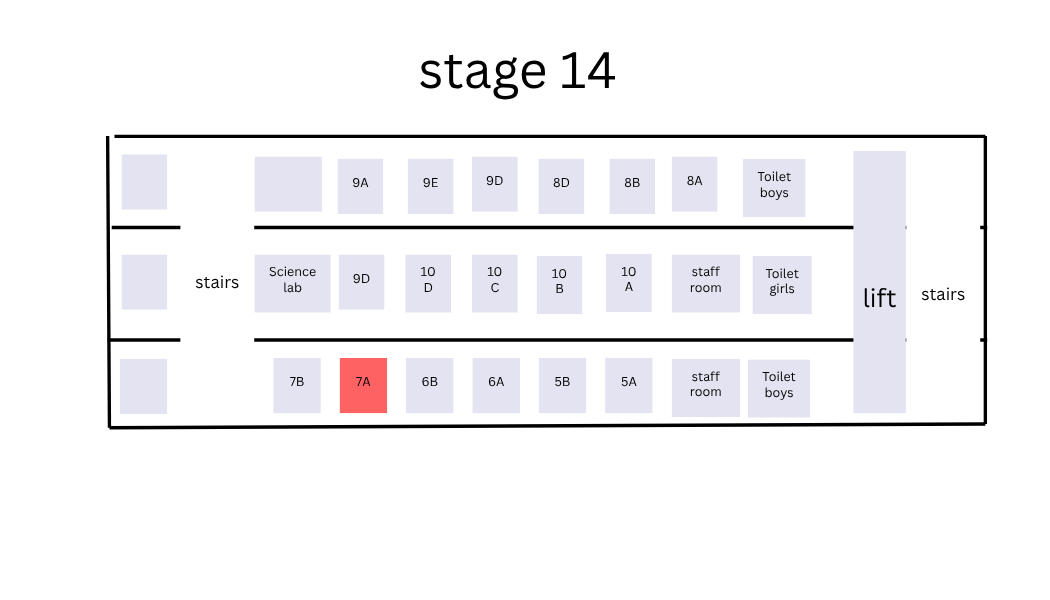 stage 14
9A
9E
9D
8D
8B
8A
Toilet
boys
stairs
Science
lab
9D
10
D
10
C
10
B
10
A
staff
room
Toilet
girls
lift
stairs
7B
7A
6B
6A
5B
5A
staff
room
Toilet
boys